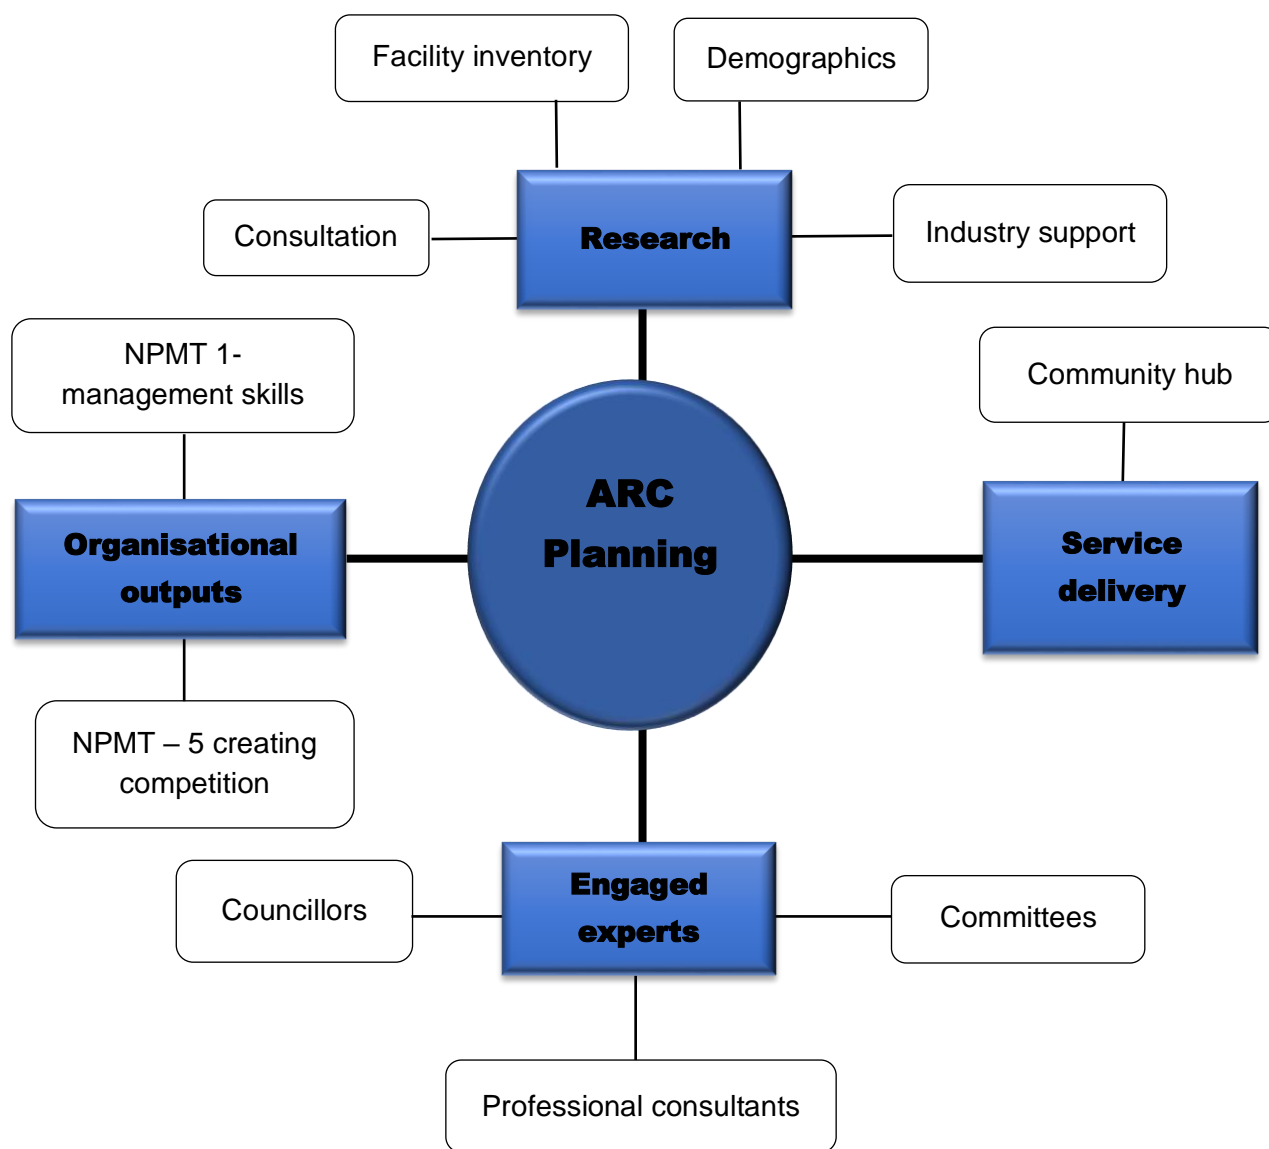 Facility inventory
Demographics
Consultation
Research
Industry support
NPMT 1-
management skills
Community hub
ARC
Planning
Organisational
outputs
Service
delivery
NPMT – 5 creating
competition
Engaged
experts
Councillors
Committees
Professional consultants